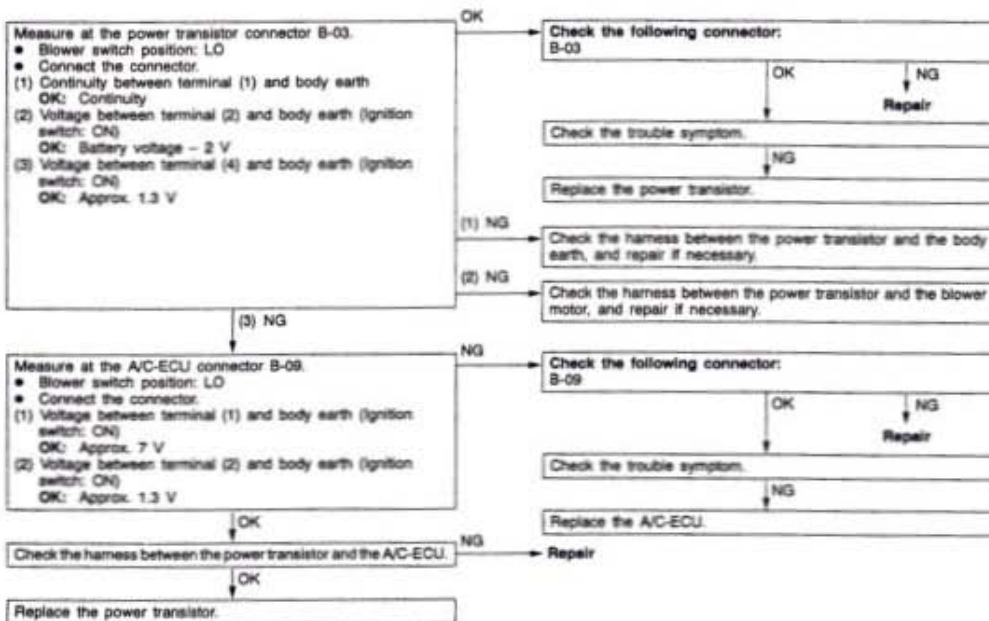 Measure at the power transistor connector B-03.
● Blower switch position: LO
● Connect the connector.
(1) Continuity between terminal (1) and body earth
OK: Continuity
(2) Voltage between terminal (2) and body earth (Ignition
switch: ON)
OK: Battery voltage – 2 V
(3) Voltage between terminal (4) and body earth (Ignition
switch: ON)
OK: Approx. 1.3 V
OK
Check the following connector:
B-03
OK
NG
Repair
Check the trouble symptom.
NG
Replace the power transistor.
(1) NG
Check the harness between the power transistor and the body
earth, and repair if necessary.
(2) NG
Check the harness between the power transistor and the blower
motor, and repair if necessary.
(3) NG
Measure at the A/C-ECU connector B-09.
● Blower switch position: LO
● Connect the connector.
(1) Voltage between terminal (1) and body earth (Ignition
switch: ON)
OK: Approx. 7 V
(2) Voltage between terminal (2) and body earth (Ignition
switch: ON)
OK: Approx. 1.3 V
NG
Check the following connector:
B-09
OK
NG
Repair
Check the trouble symptom.
NG
Replace the A/C-ECU.
OK
Check the harness between the power transistor and the A/C-ECU.
NG
Repair
OK
Replace the power transistor.